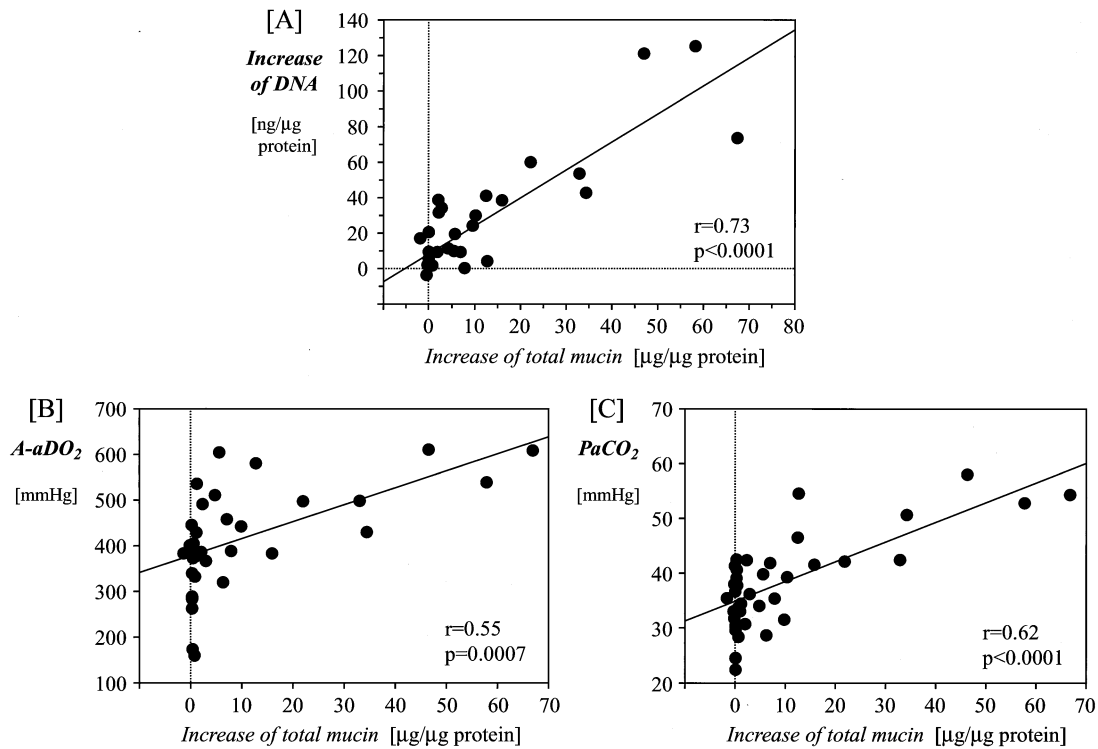 [A]
Increase
of DNA
[ng/µg
protein]
140
120
100
80
60
40
20
0
r=0.73
p<0.0001
0 10 20 30 40 50 60 70 80
Increase of total mucin [µg/µg protein]
[B]
A-aDO₂
[mmHg]
700
600
500
400
300
200
100
r=0.55
p=0.0007
0 10 20 30 40 50 60 70
Increase of total mucin [µg/µg protein]
[C]
PaCO₂
[mmHg]
70
60
50
40
30
20
r=0.62
p<0.0001
0 10 20 30 40 50 60 70
Increase of total mucin [µg/µg protein]